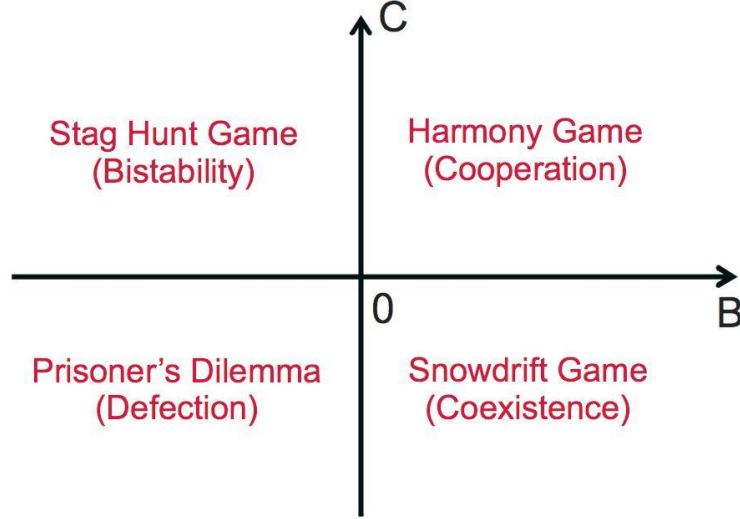 C
Stag Hunt Game
(Bistability)
Harmony Game
(Cooperation)
0
B
Prisoner’s Dilemma
(Defection)
Snowdrift Game
(Coexistence)